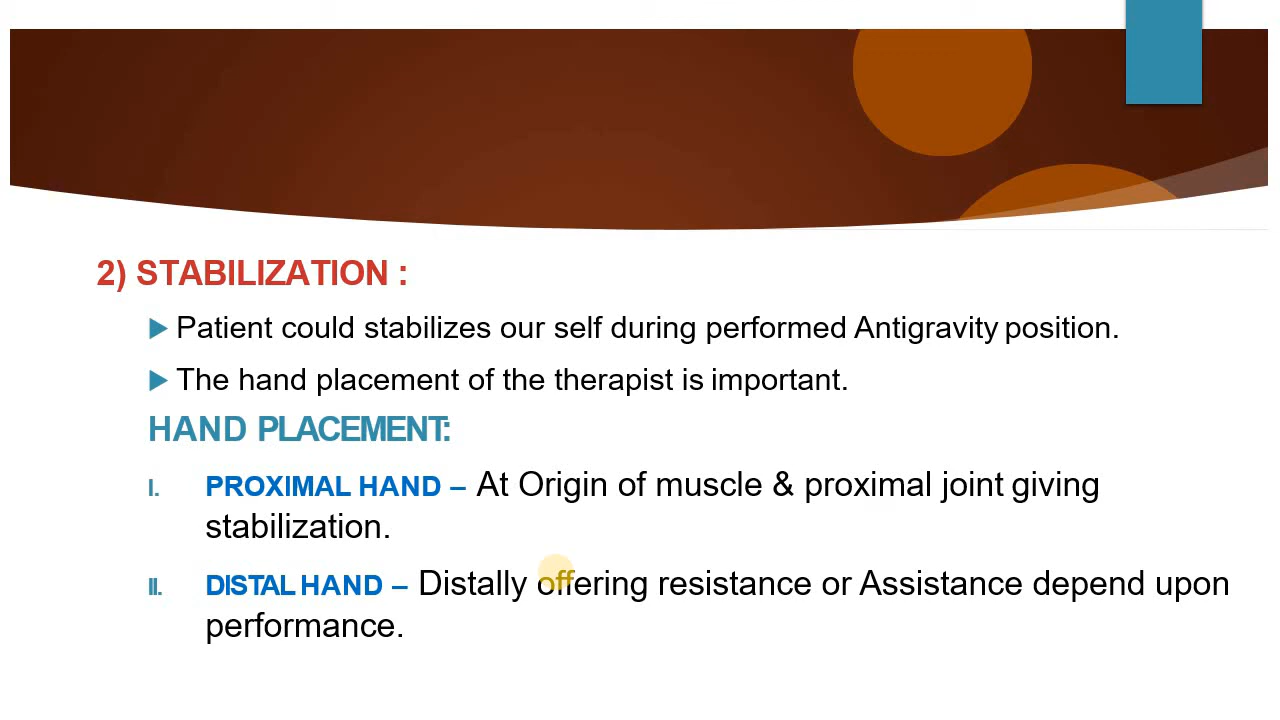 2) STABILIZATION :
Patient could stabilizes our self during performed Antigravity position.
The hand placement of the therapist is important.
HAND PLACEMENT:
I. PROXIMAL HAND – At Origin of muscle & proximal joint giving
stabilization.
II. DISTAL HAND – Distally offering resistance or Assistance depend upon
performance.